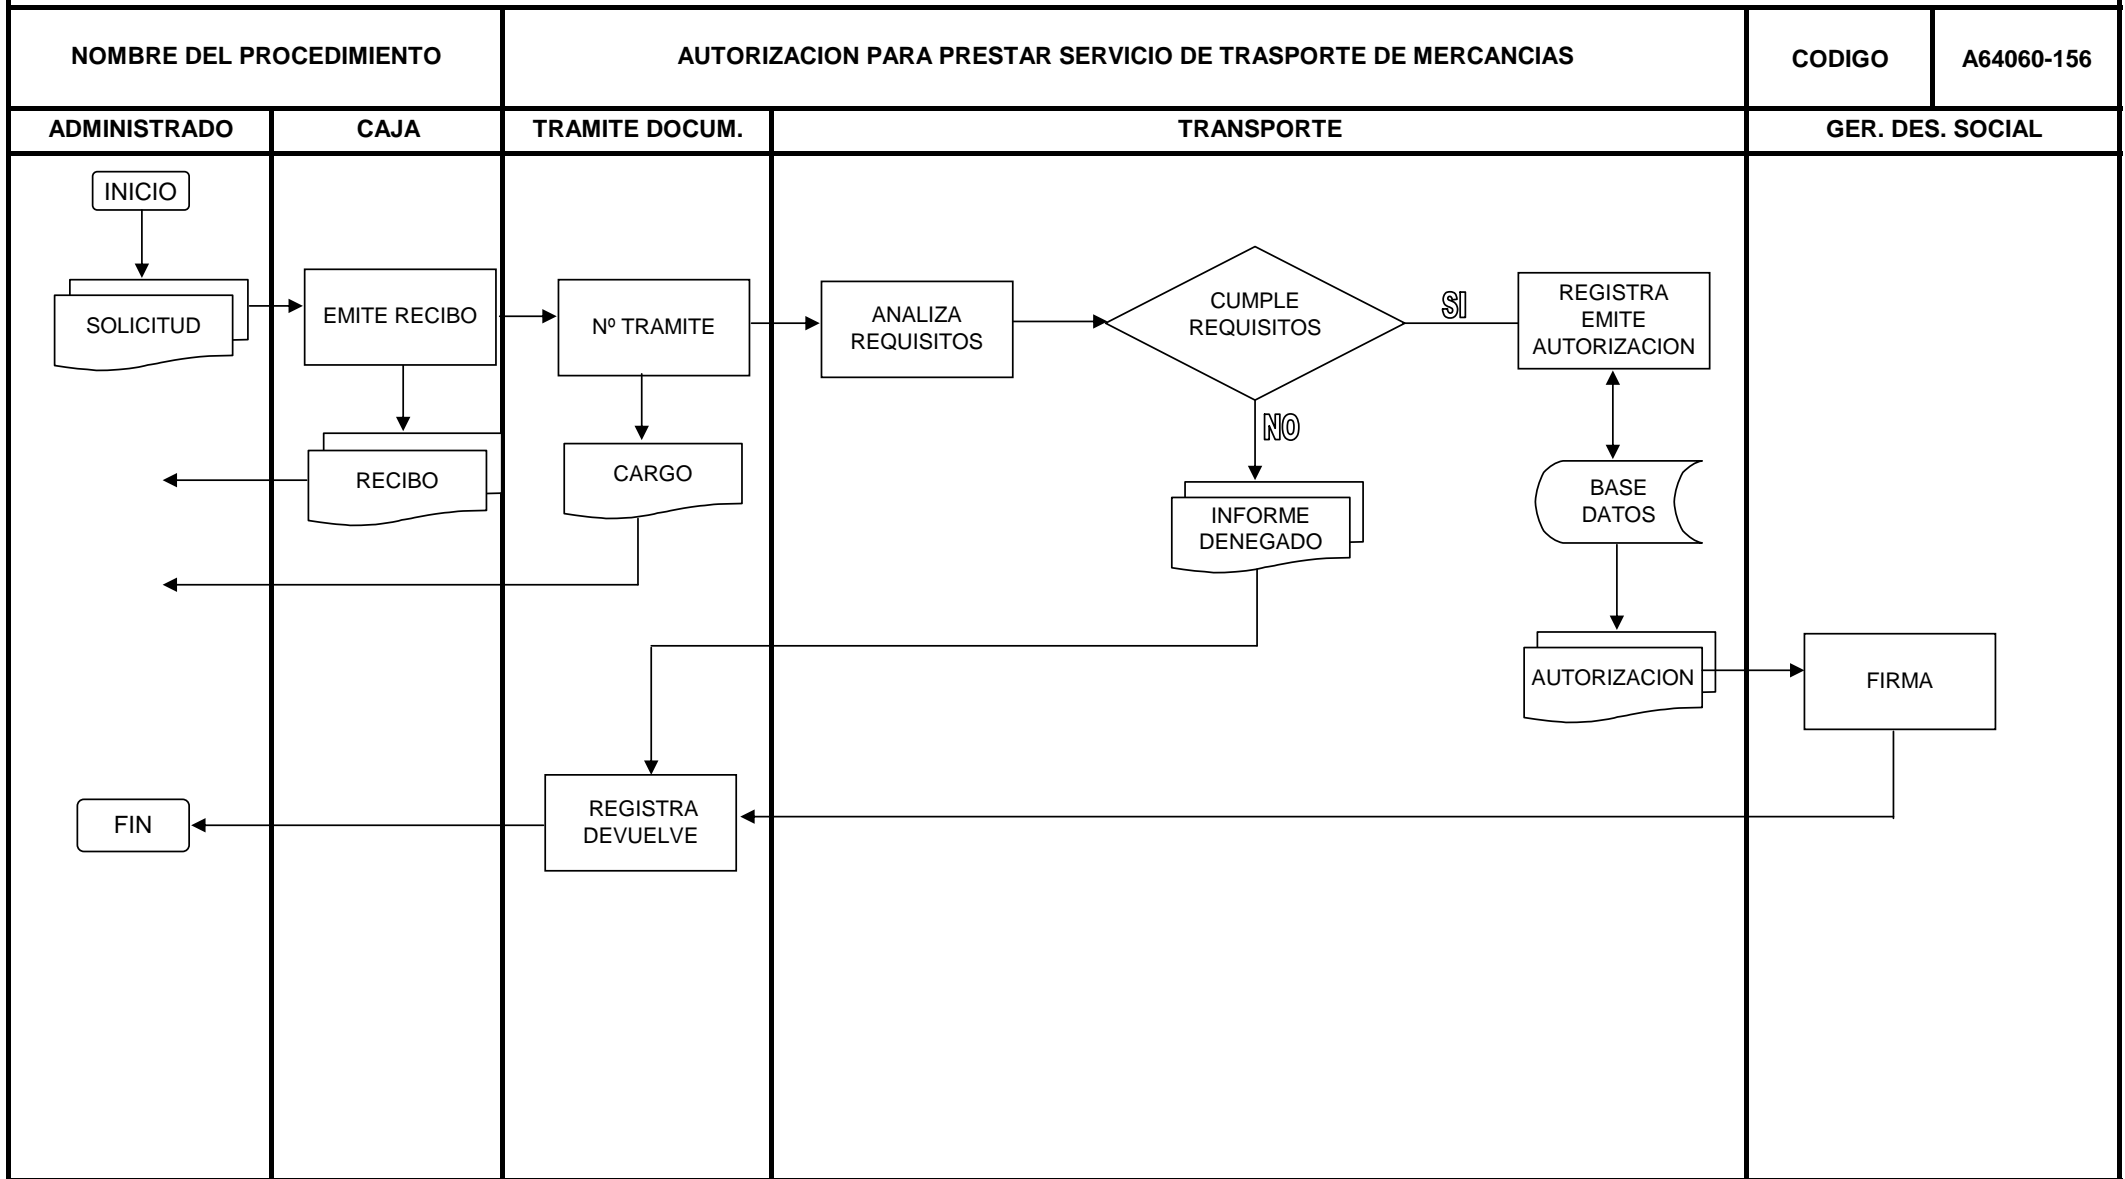 NOMBRE DEL PROCEDIMIENTO
AUTORIZACION PARA PRESTAR SERVICIO DE TRASPORTE DE MERCANCIAS
CODIGO
A64060-156
ADMINISTRADO
CAJA
TRAMITE DOCUM.
TRANSPORTE
GER. DES. SOCIAL
INICIO
SOLICITUD
EMITE RECIBO
Nº TRAMITE
ANALIZA
REQUISITOS
CUMPLE
REQUISITOS
SI
REGISTRA
EMITE
AUTORIZACION
NO
RECIBO
CARGO
INFORME
DENEGADO
BASE
DATOS
AUTORIZACION
FIRMA
REGISTRA
DEVUELVE
FIN